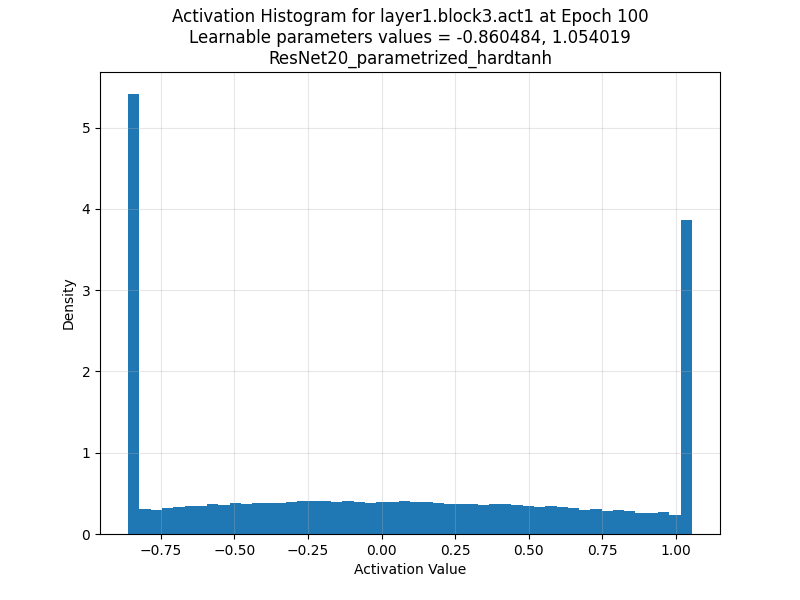 Activation Histogram for layer1.block3.act1 at Epoch 100
Learnable parameters values = -0.860484, 1.054019
ResNet20_parametrized_hardtanh
Density
5
4
3
2
1
0
−0.75 −0.50 −0.25 0.00 0.25 0.50 0.75 1.00
Activation Value